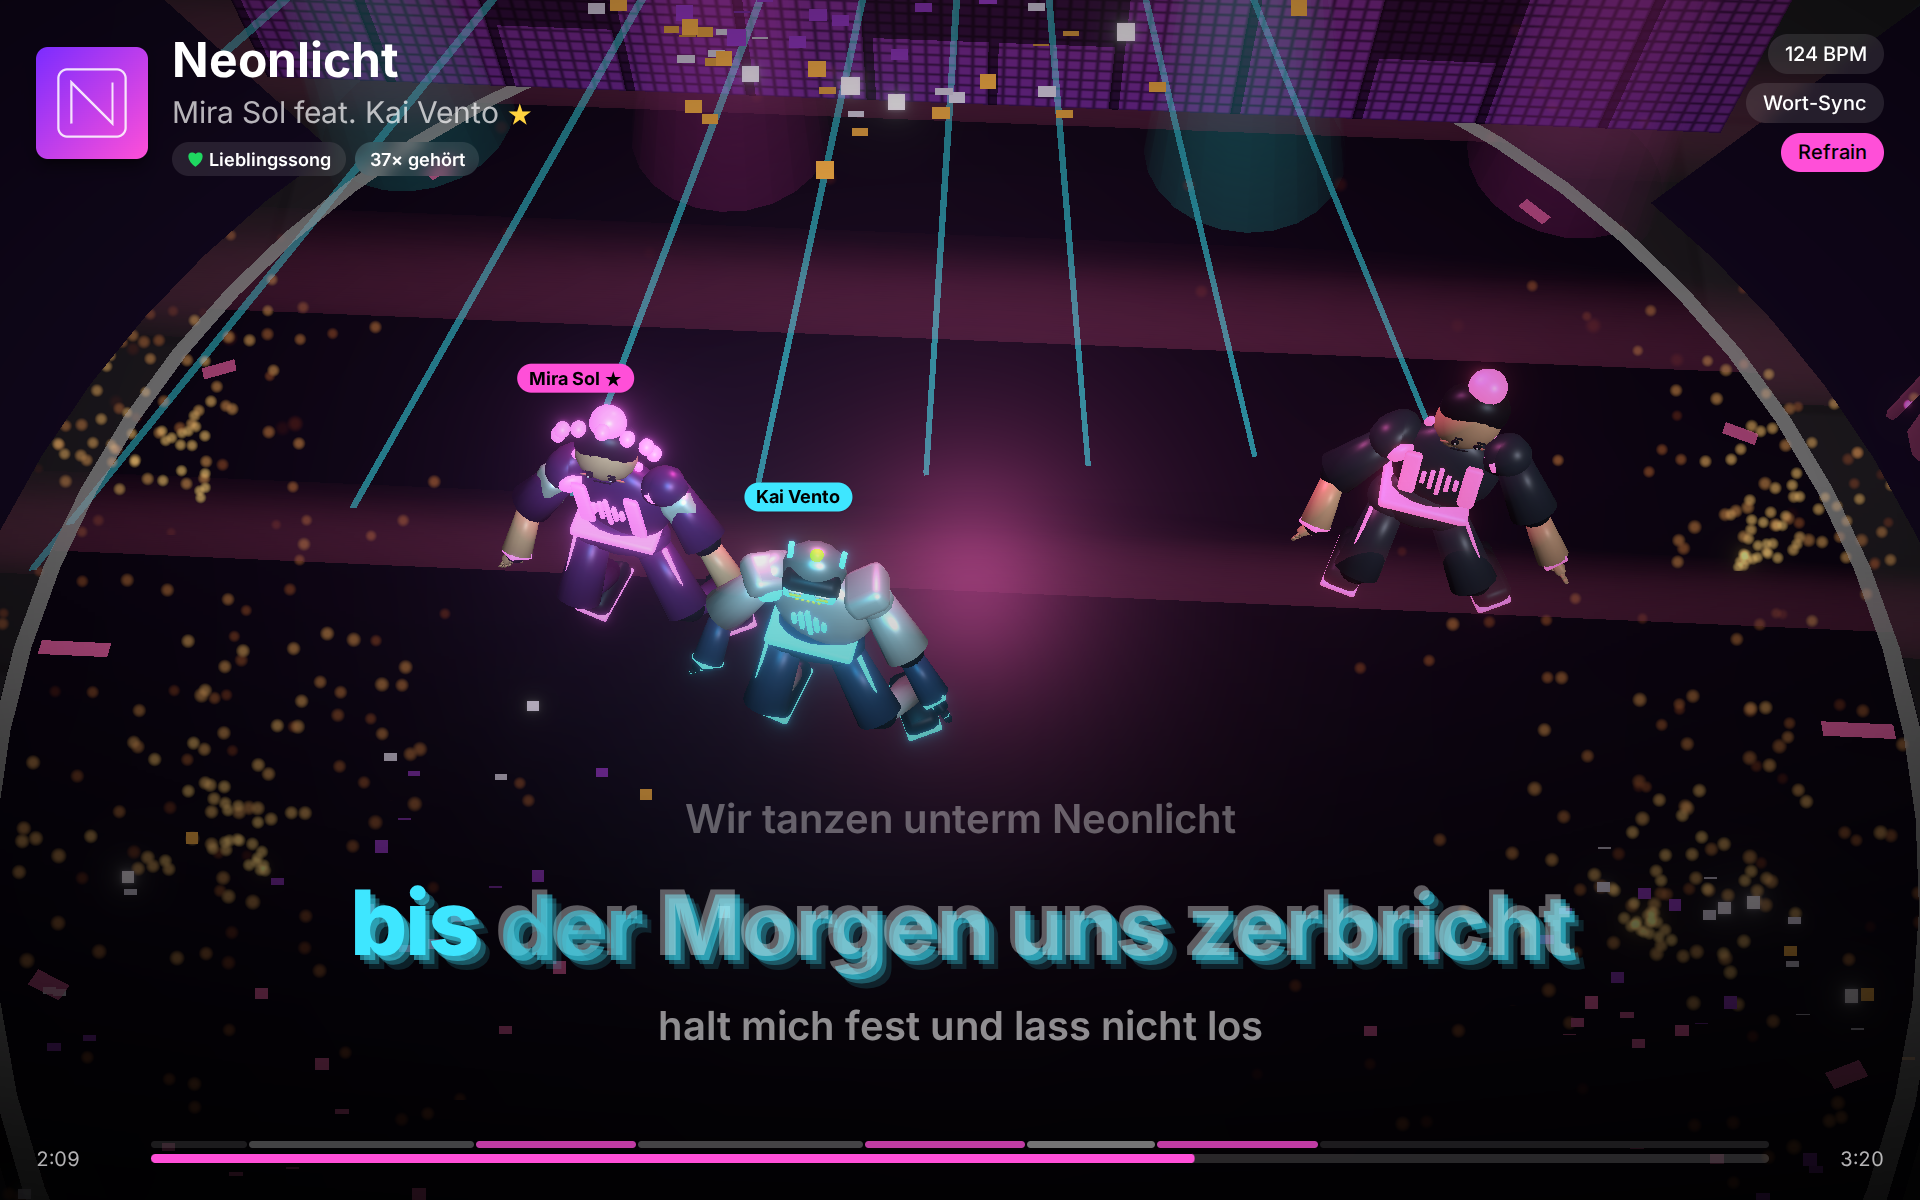 N
Neonlicht
Mira Sol feat. Kai Vento ★
Lieblingssong
37× gehört
124 BPM
Wort-Sync
Refrain
Mira Sol ★
Kai Vento
Wir tanzen unterm Neonlicht
bis der Morgen uns zerbricht
halt mich fest und lass nicht los
2:09
3:20